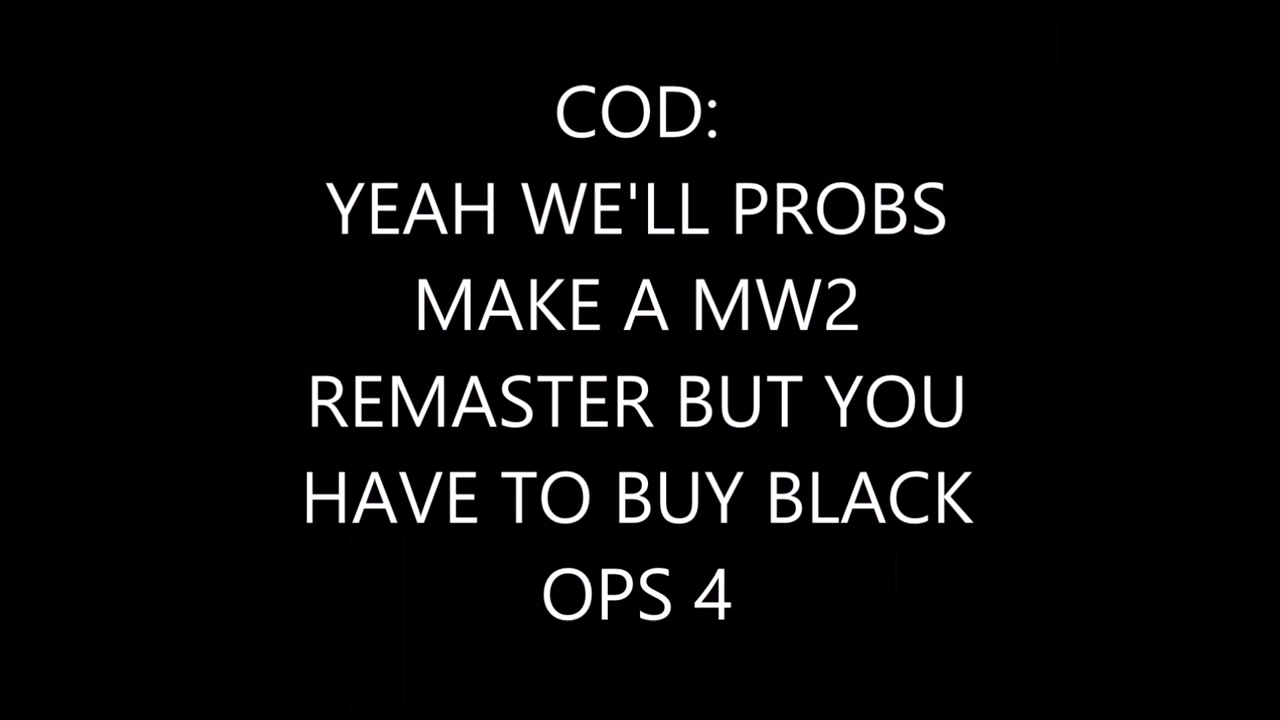 COD:
YEAH WE'LL PROBS
MAKE A MW2
REMASTER BUT YOU
HAVE TO BUY BLACK
OPS 4